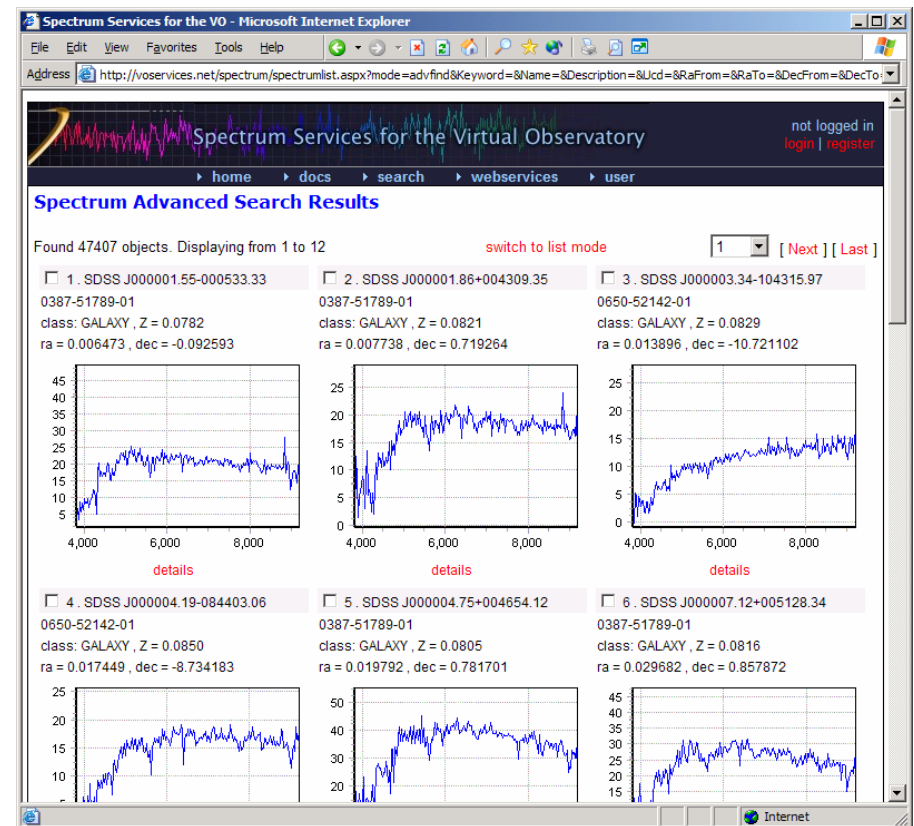 Spectrum Services for the VO - Microsoft Internet Explorer
File Edit View Favorites Tools Help
Address http://voservices.net/spectrum/spectrumlist.aspx?mode=advfind&Keyword=&Name=&Description=&Ucd=&RaFrom=&RaTo=&DecFrom=&DecTo
Spectrum Services for the Virtual Observatory
not logged in
login | register
home docs search webservices user
Spectrum Advanced Search Results
Found 47407 objects. Displaying from 1 to 12 switch to list mode 1 [ Next ] [ Last ]
1 . SDSS J000001.55-000533.33
0387-51789-01
class: GALAXY , Z = 0.0782
ra = 0.006473 , dec = -0.092593
45
40
35
30
25
20
15
10
5
4,000 6,000 8,000
details
2 . SDSS J000001.86+004309.35
0387-51789-01
class: GALAXY , Z = 0.0821
ra = 0.007738 , dec = 0.719264
25
20
15
10
5
0
4,000 6,000 8,000
details
3 . SDSS J000003.34-104315.97
0650-52142-01
class: GALAXY , Z = 0.0829
ra = 0.013896 , dec = -10.721102
25
20
15
10
5
0
4,000 6,000 8,000
details
4 . SDSS J000004.19-084403.06
0650-52142-01
class: GALAXY , Z = 0.0850
ra = 0.017449 , dec = -8.734183
25
20
15
10
5 . SDSS J000004.75+004654.12
0387-51789-01
class: GALAXY , Z = 0.0805
ra = 0.019792 , dec = 0.781701
50
40
30
20
6 . SDSS J000007.12+005128.34
0387-51789-01
class: GALAXY , Z = 0.0816
ra = 0.029682 , dec = 0.857872
45
40
35
30
25
20
15
Internet